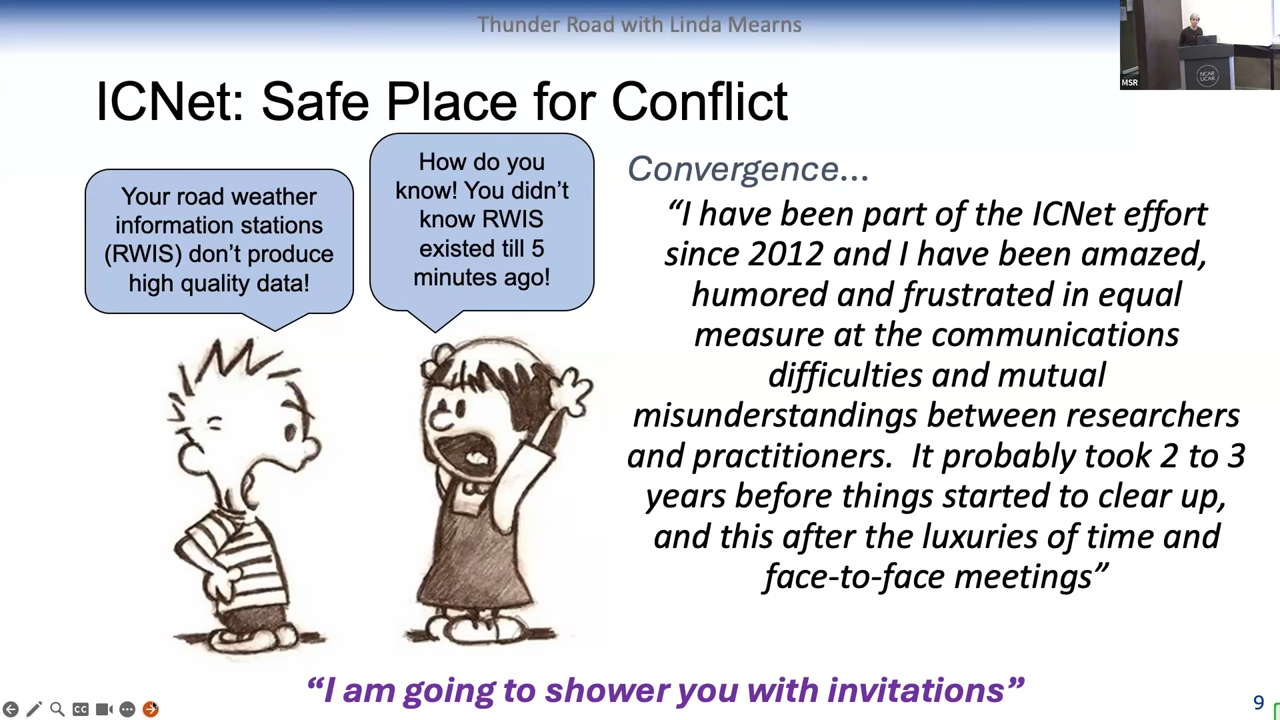 Thunder Road with Linda Mearns
ICNet: Safe Place for Conflict
Your road weather
information stations
(RWIS) don’t produce
high quality data!
How do you
know! You didn’t
know RWIS
existed till 5
minutes ago!
Convergence...
“I have been part of the ICNet effort
since 2012 and I have been amazed,
humored and frustrated in equal
measure at the communications
difficulties and mutual
misunderstandings between researchers
and practitioners.  It probably took 2 to 3
years before things started to clear up,
and this after the luxuries of time and
face-to-face meetings”
“I am going to shower you with invitations”
9
MSR
NCAR
UCAR
CC